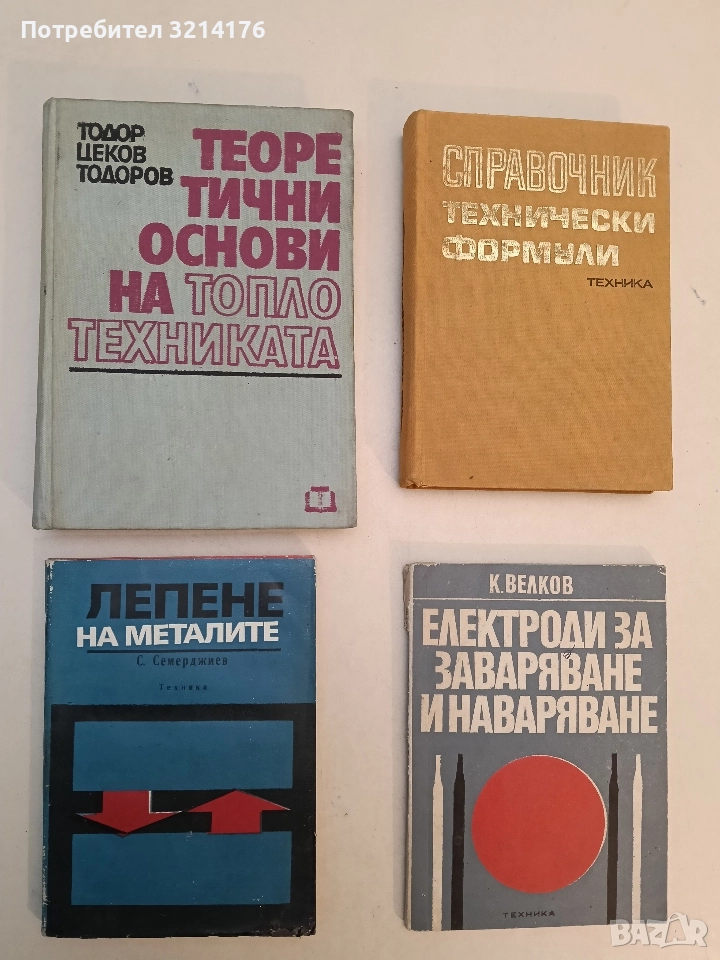 Потребител 3214176
ТОДОР
ЦЕКОВ
ТОДОРОВ
ТЕОРЕ
ТИЧНИ
ОСНОВИ
НА ТОПЛО
ТЕХНИКАТА
СПРАВОЧНИК
ТЕХНИЧЕСКИ
ФОРМУЛИ
ТЕХНИКА
ЛЕПЕНЕ
НА МЕТАЛИТЕ
С. Семерджиев
Техника
К. ВЕЛКОВ
ЕЛЕКТРОДИ ЗА
ЗАВАРЯВАНЕ
И НАВАРЯВАНЕ
ТЕХНИКА
BAZAR